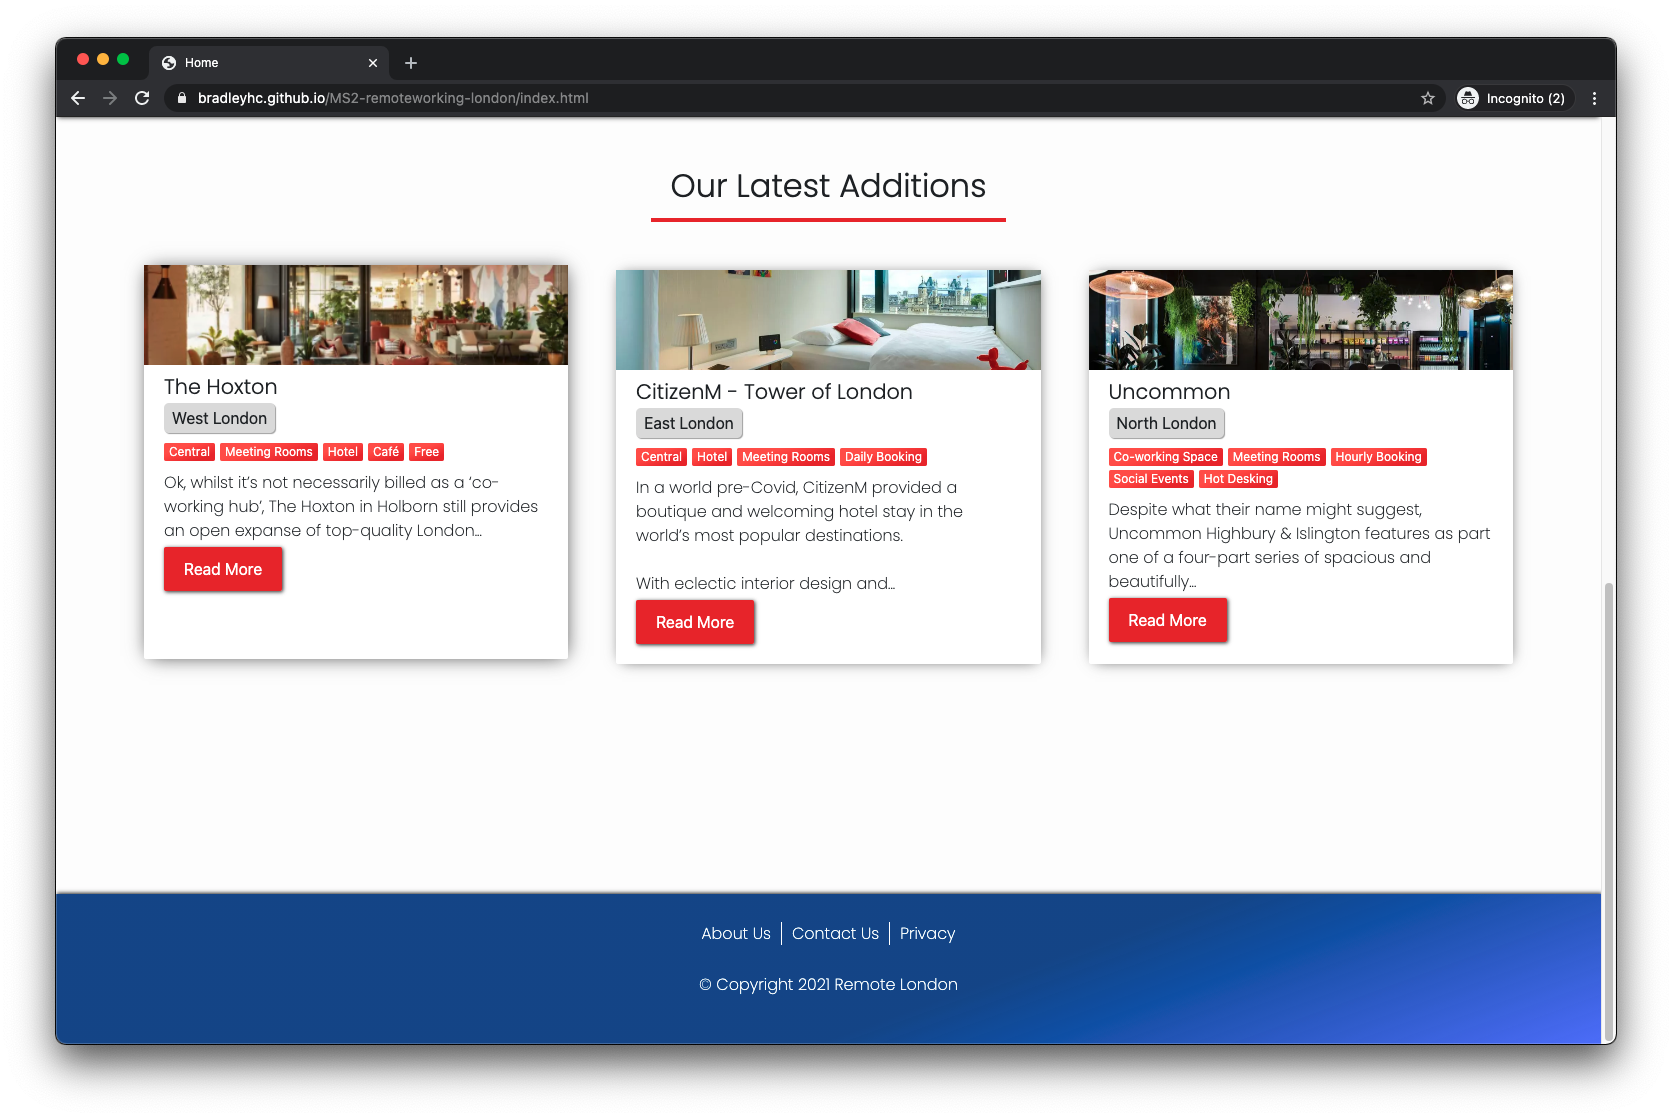 Home
bradleyhc.github.io/MS2-remoteworking-london/index.html
Incognito (2)
Our Latest Additions
The Hoxton
West London
Central Meeting Rooms Hotel Café Free
Ok, whilst it’s not necessarily billed as a ‘co-
working hub’, The Hoxton in Holborn still provides
an open expanse of top-quality London...
Read More
CitizenM - Tower of London
East London
Central Hotel Meeting Rooms Daily Booking
In a world pre-Covid, CitizenM provided a
boutique and welcoming hotel stay in the
world’s most popular destinations.
With eclectic interior design and...
Read More
Uncommon
North London
Co-working Space Meeting Rooms Hourly Booking
Social Events Hot Desking
Despite what their name might suggest,
Uncommon Highbury & Islington features as part
one of a four-part series of spacious and
beautifully...
Read More
About Us Contact Us Privacy
© Copyright 2021 Remote London